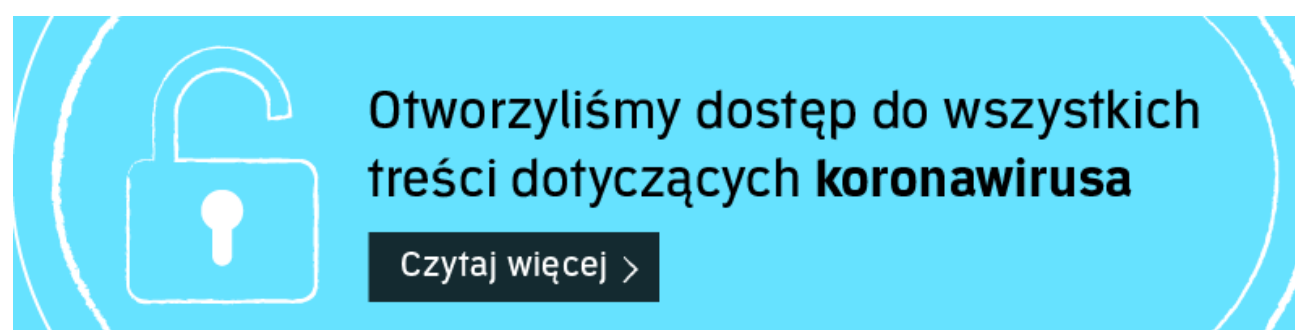 Otworzyliśmy dostęp do wszystkich
treści dotyczących koronawirusa
Czytaj więcej >